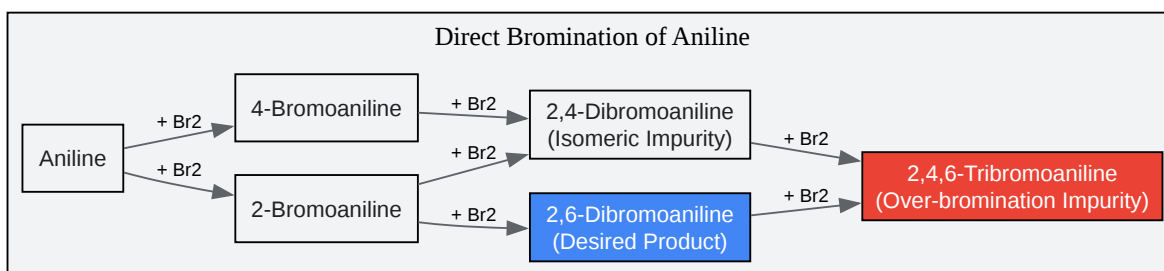 Direct Bromination of Aniline
Aniline
+ Br2
+ Br2
4-Bromoaniline
2-Bromoaniline
+ Br2
+ Br2
+ Br2
2,4-Dibromoaniline
(Isomeric Impurity)
2,6-Dibromoaniline
(Desired Product)
+ Br2
+ Br2
2,4,6-Tribromoaniline
(Over-bromination Impurity)